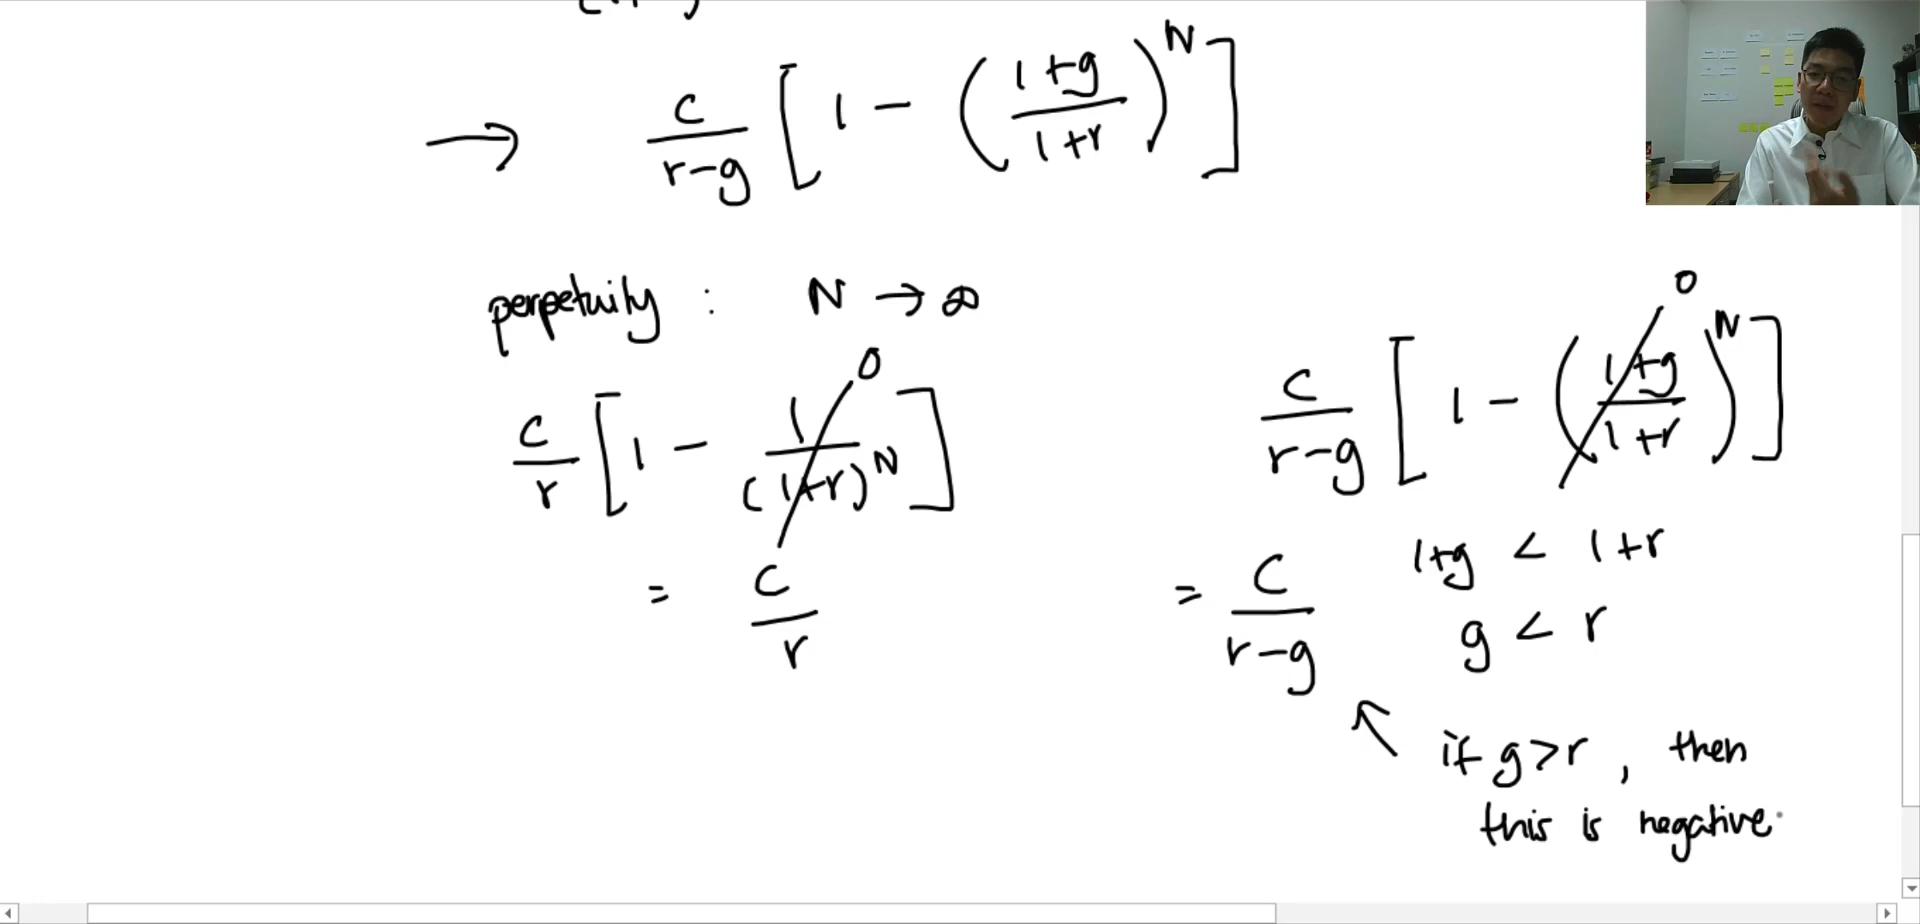 → C/(r-g) [1 - ((1+g)/(1+r))^N]
perpetuity : N → ∞
C/r [1 - 1/(1+r)^N] 0
= C/r
C/(r-g) [1 - ((1+g)/(1+r))^N] 0
= C/(r-g)
1+g < 1+r
g < r
if g>r , then
this is negative